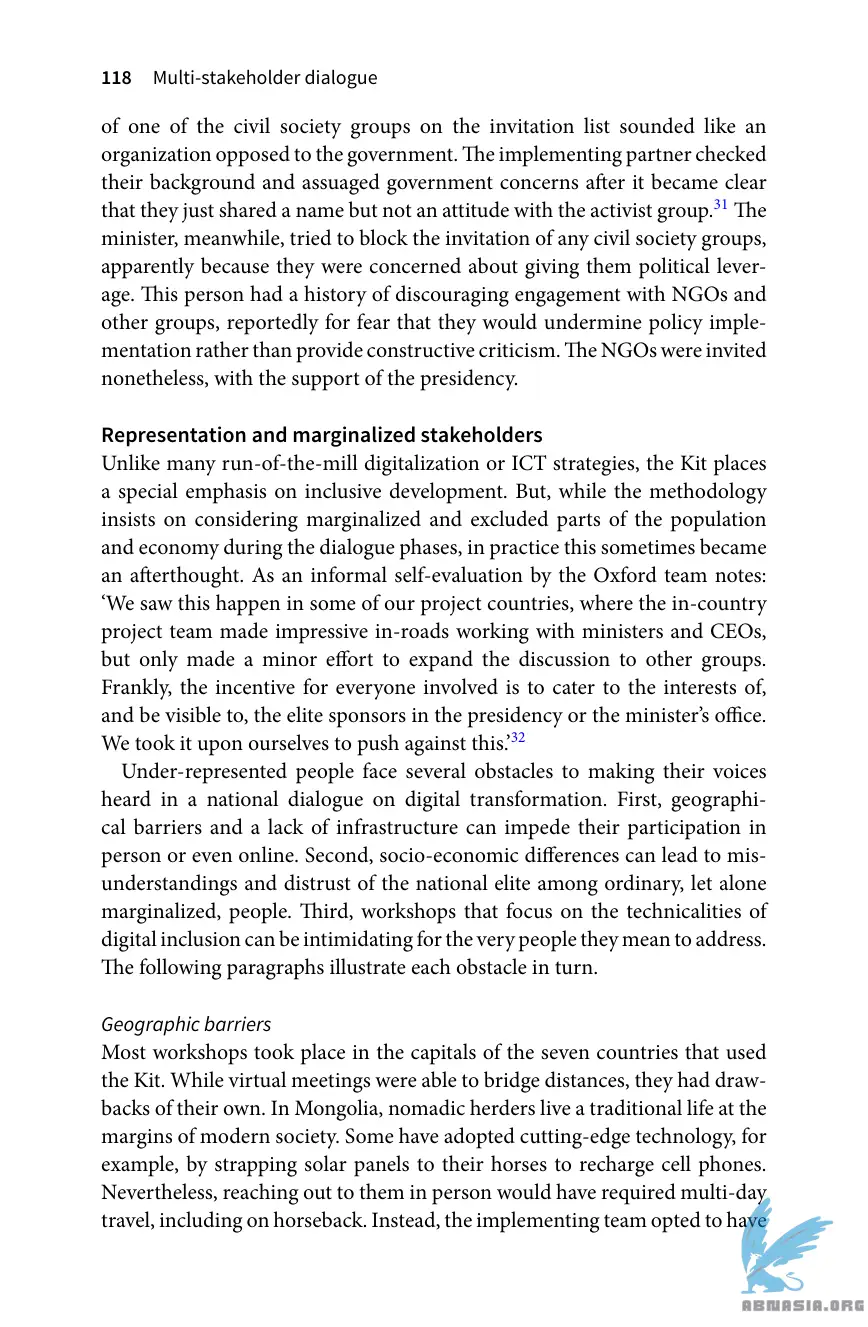 118 Multi-stakeholder dialogue
of one of the civil society groups on the invitation list sounded like an
organization opposed to the government. The implementing partner checked
their background and assuaged government concerns after it became clear
that they just shared a name but not an attitude with the activist group.31 The
minister, meanwhile, tried to block the invitation of any civil society groups,
apparently because they were concerned about giving them political lever-
age. This person had a history of discouraging engagement with NGOs and
other groups, reportedly for fear that they would undermine policy imple-
mentation rather than provide constructive criticism. The NGOs were invited
nonetheless, with the support of the presidency.
Representation and marginalized stakeholders
Unlike many run-of-the-mill digitalization or ICT strategies, the Kit places
a special emphasis on inclusive development. But, while the methodology
insists on considering marginalized and excluded parts of the population
and economy during the dialogue phases, in practice this sometimes became
an afterthought. As an informal self-evaluation by the Oxford team notes:
‘We saw this happen in some of our project countries, where the in-country
project team made impressive in-roads working with ministers and CEOs,
but only made a minor effort to expand the discussion to other groups.
Frankly, the incentive for everyone involved is to cater to the interests of,
and be visible to, the elite sponsors in the presidency or the minister’s office.
We took it upon ourselves to push against this.’32
Under-represented people face several obstacles to making their voices
heard in a national dialogue on digital transformation. First, geographi-
cal barriers and a lack of infrastructure can impede their participation in
person or even online. Second, socio-economic differences can lead to mis-
understandings and distrust of the national elite among ordinary, let alone
marginalized, people. Third, workshops that focus on the technicalities of
digital inclusion can be intimidating for the very people they mean to address.
The following paragraphs illustrate each obstacle in turn.
Geographic barriers
Most workshops took place in the capitals of the seven countries that used
the Kit. While virtual meetings were able to bridge distances, they had draw-
backs of their own. In Mongolia, nomadic herders live a traditional life at the
margins of modern society. Some have adopted cutting-edge technology, for
example, by strapping solar panels to their horses to recharge cell phones.
Nevertheless, reaching out to them in person would have required multi-day
travel, including on horseback. Instead, the implementing team opted to have
ABNASIA.ORG